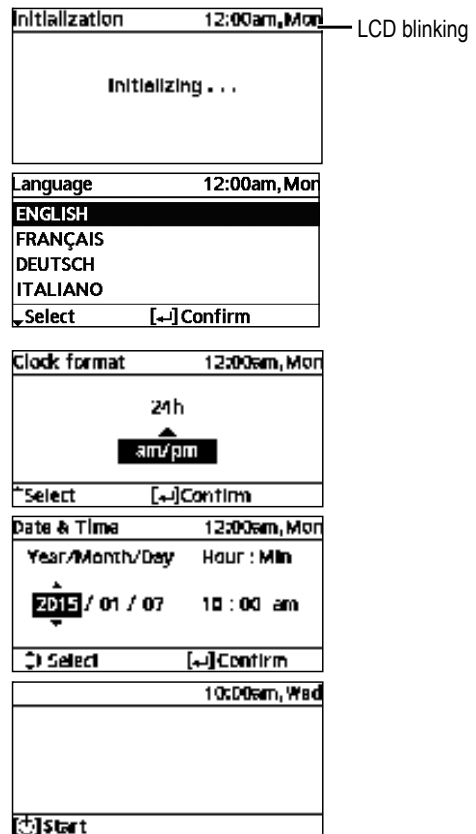 Initialization 12:00am,Mon
LCD blinking
Initializing . . .
Language 12:00am,Mon
ENGLISH
FRANÇAIS
DEUTSCH
ITALIANO
Select [↵]Confirm
Clock format 12:00am,Mon
24h
am/pm
Select [↵]Confirm
Date & Time 12:00am,Mon
Year/Month/Day Hour : Min
2015 / 01 / 07 10 : 00 am
Select [↵]Confirm
10:00am,Wed
[⏻]Start